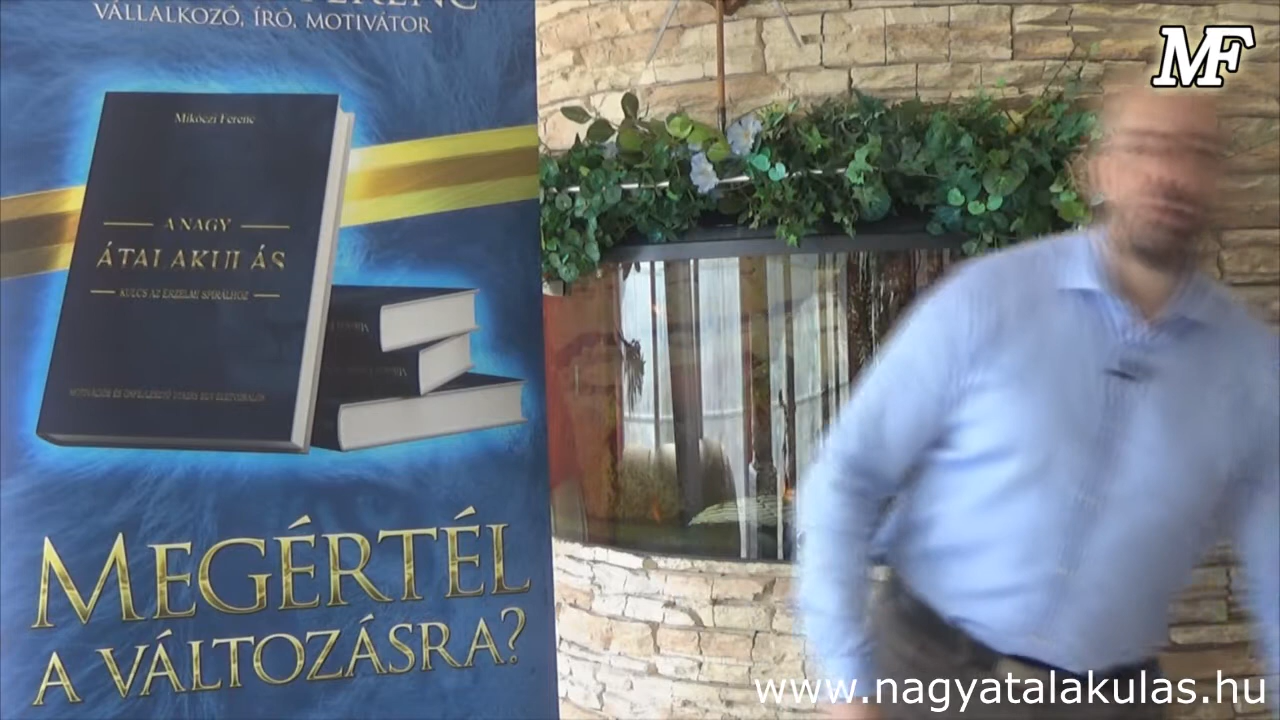 VÁLLALKOZÓ, ÍRÓ, MOTIVÁTOR
MF
Mikóczi Ferenc
A NAGY
ÁTALAKULÁS
KULCS AZ ÉRZELMI SPIRÁLHOZ
MEGÉRTÉL
A VÁLTOZÁSRA?
www.nagyatalakulas.hu